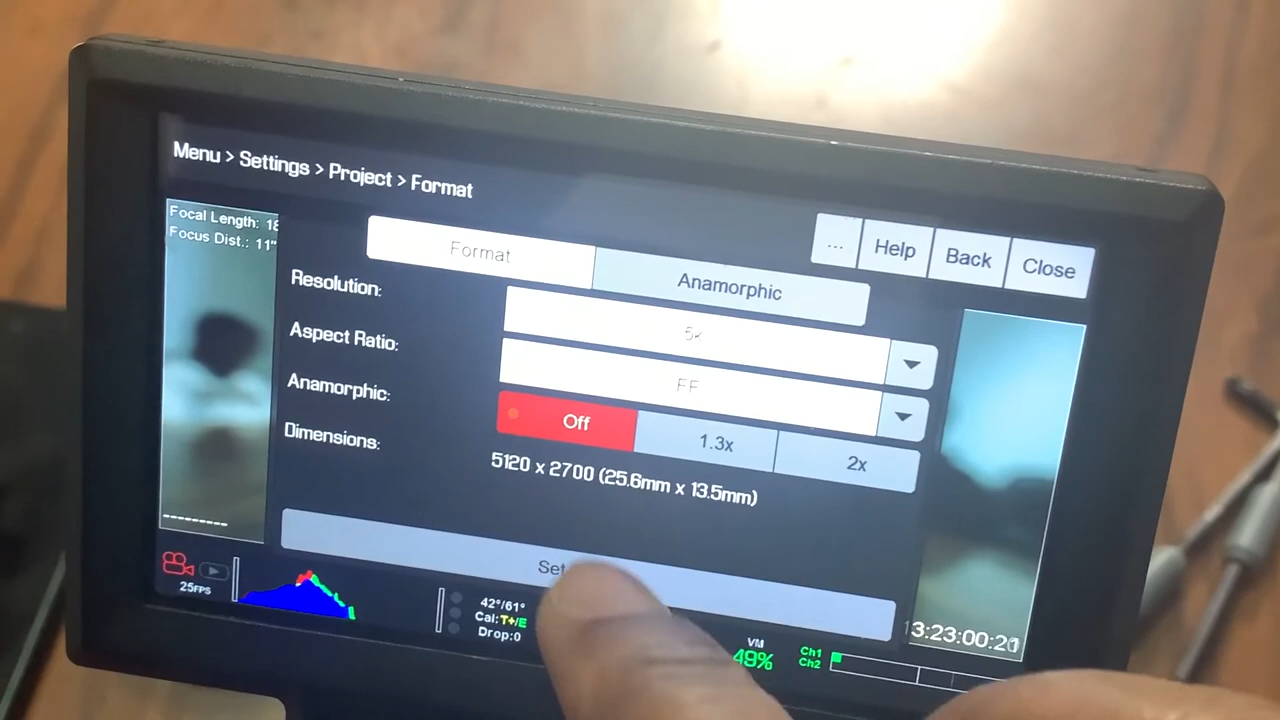 Menu > Settings > Project > Format
Focal Length: 18
Focus Dist.: 11"
... Help Back Close
Format Anamorphic
Resolution: 5K
Aspect Ratio: FF
Anamorphic: Off 1.3x 2x
Dimensions: 5120 x 2700 (25.6mm x 13.5mm)
Set
25FPS
42°/61°
Cal:T+/E
Drop:0
VM
49%
Ch1
Ch2
13:23:00:20